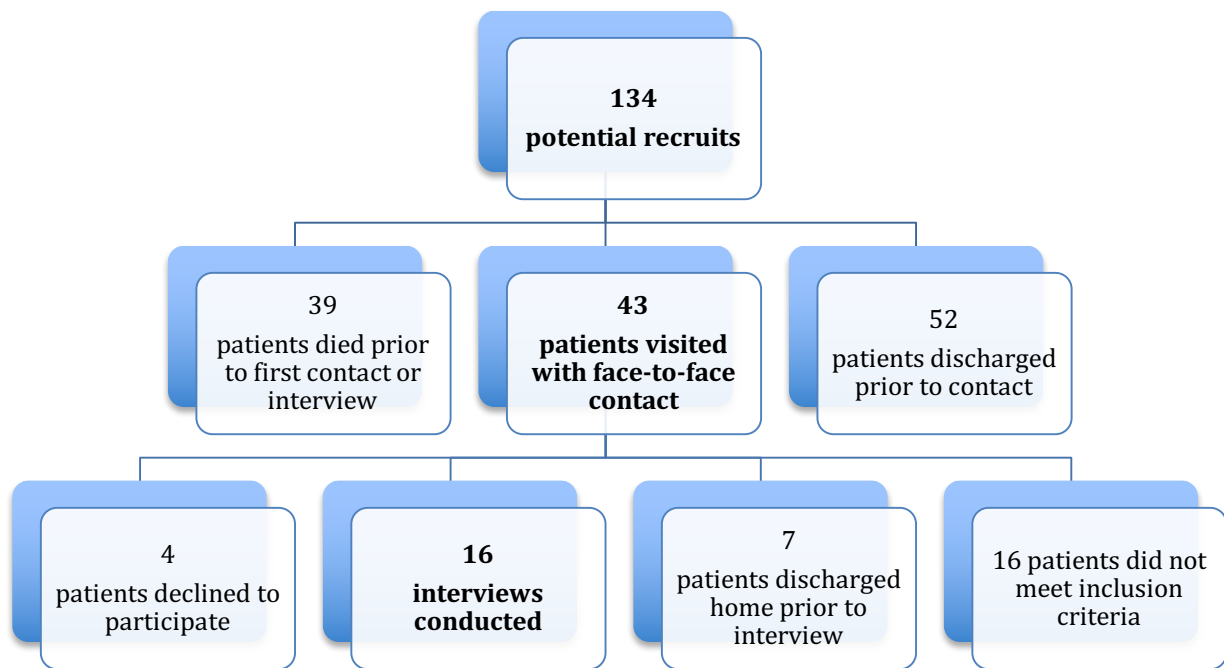 134
potential recruits
39
patients died prior
to first contact or
interview
43
patients visited
with face-to-face
contact
52
patients discharged
prior to contact
4
patients declined to
participate
16
interviews
conducted
7
patients discharged
home prior to
interview
16 patients did not
meet inclusion
criteria